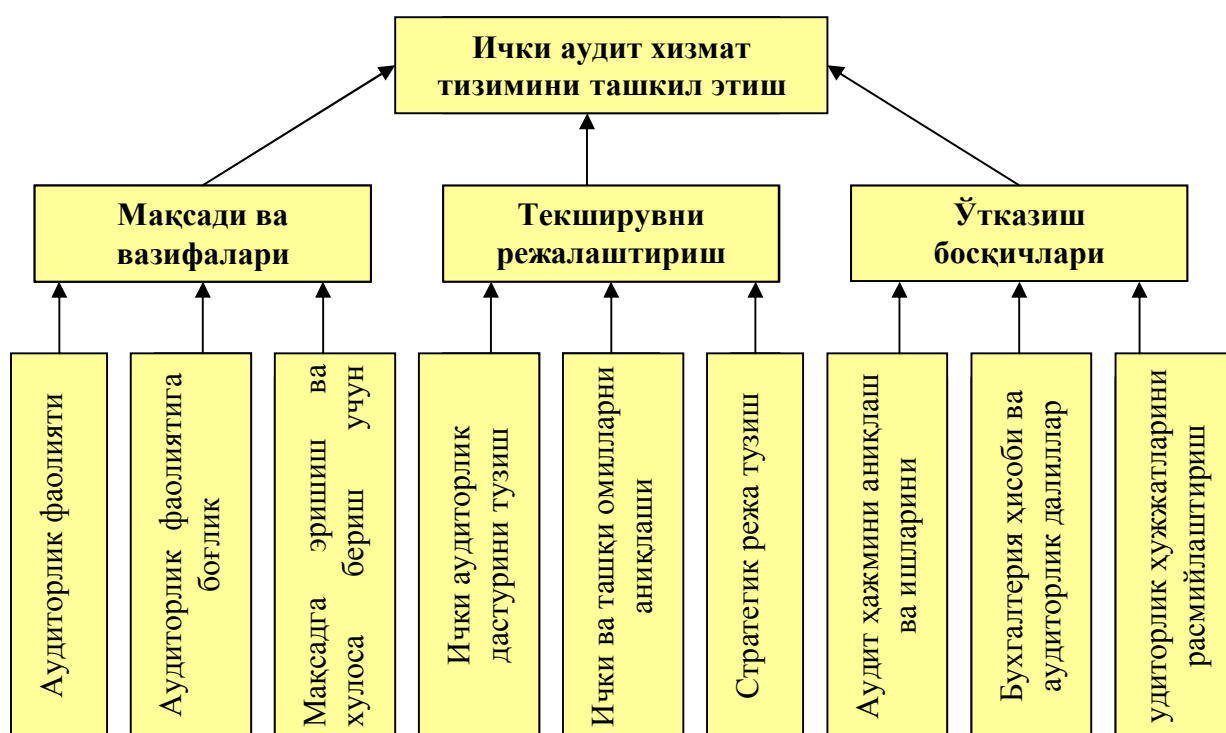 Ички аудит хизмат
тизимини ташкил этиш
Мақсади ва
вазифалари
Текширувни
режалаштириш
Ўтказиш
босқичлари
Аудиторлик фаолияти
Аудиторлик фаолиятига
боғлик
Мақсадга эришиш ва
хулоса бериш учун
Ички аудиторлик
дастурини тузиш
Ички ва ташқи омилларни
аниқлаши
Стратегик режа тузиш
Аудит ҳажмини аниқлаш
ва ишларини
Бухгалтерия ҳисоби ва
аудиторлик далиллар
удиторлик ҳужжатларини
расмийлаштириш